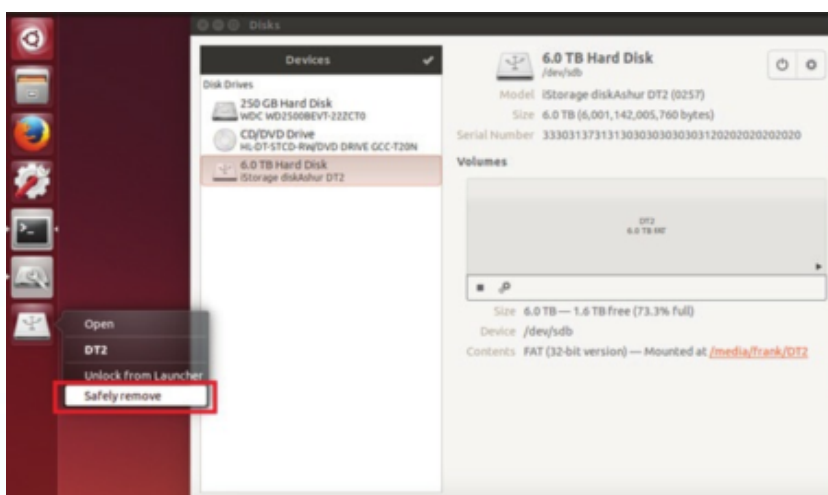 Disks
Devices
Disk Drives
250 GB Hard Disk
WDC WD2500BEVT-22ZCT0
CD/DVD Drive
HL-DT-STCD-RW/DVD DRIVE GCC-T20N
6.0 TB Hard Disk
iStorage diskAshur DT2
6.0 TB Hard Disk
/dev/sdb
Model iStorage diskAshur DT2 (0257)
Size 6.0 TB (6,001,142,005,760 bytes)
Serial Number
Volumes
DT2
6.0 TB FAT
Size 6.0 TB — 1.6 TB free (73.3% full)
Device /dev/sdb
Contents FAT (32-bit version) — Mounted at /media/frank/DT2
Open
DT2
Unlock from Launcher
Safely remove